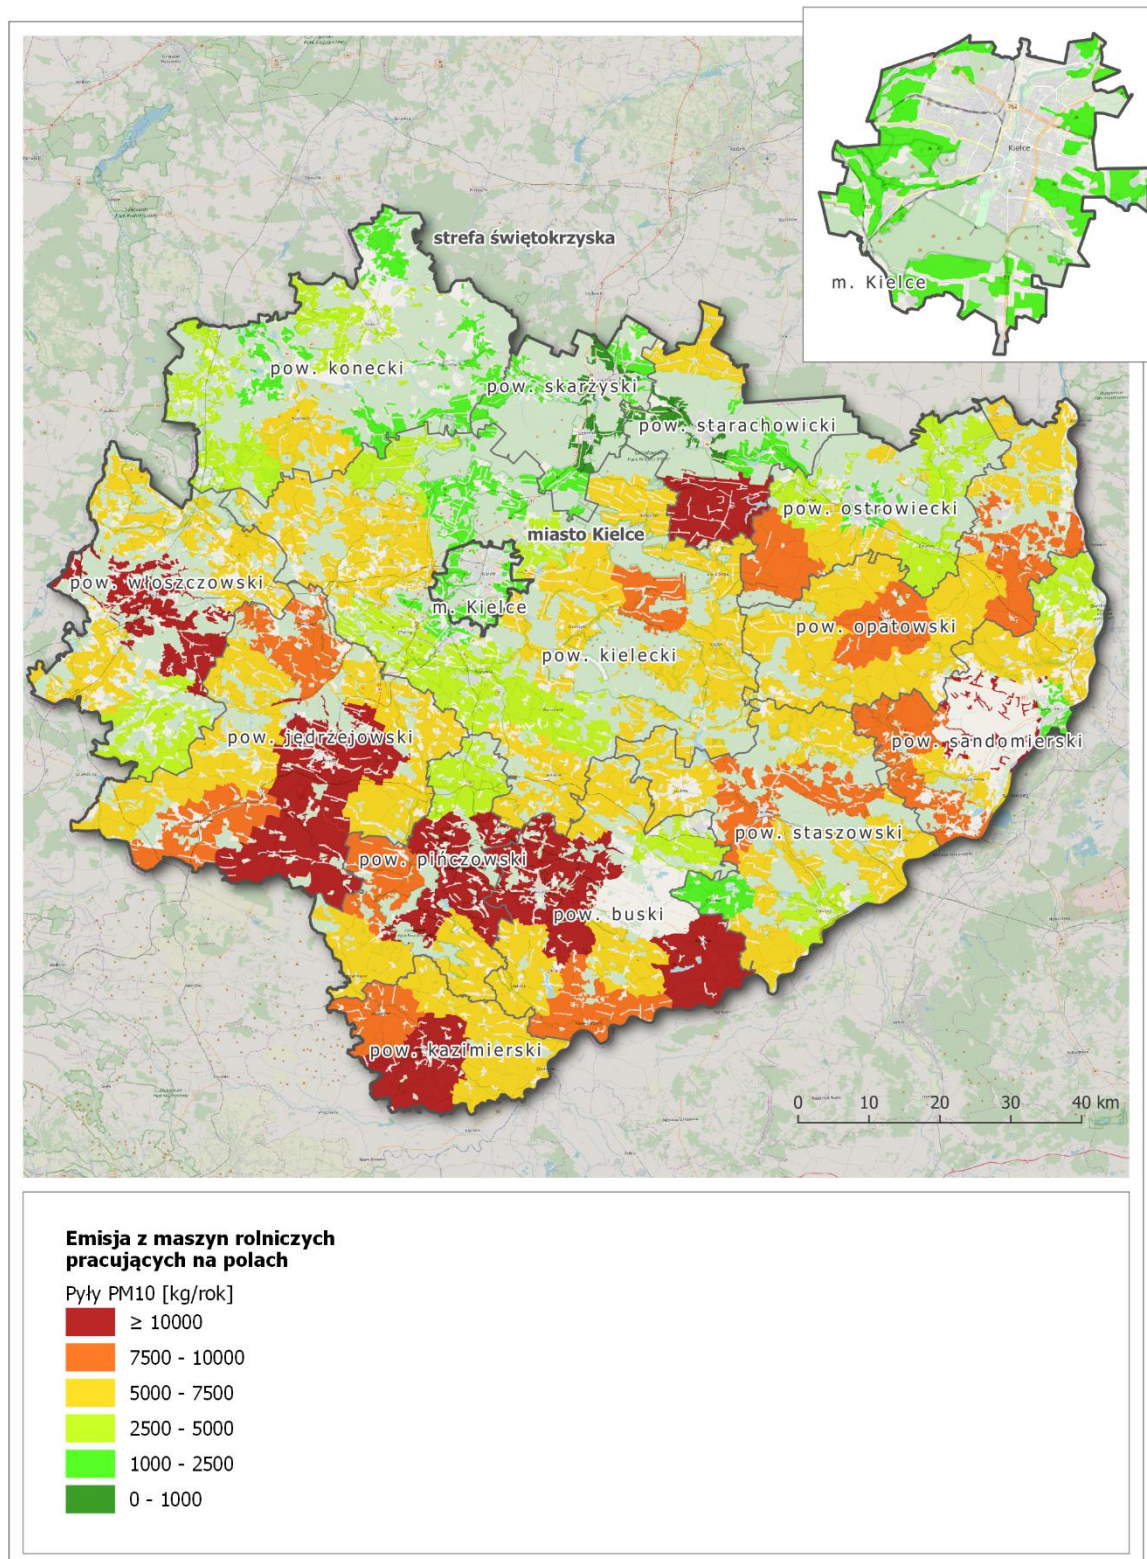 762
Kielce
m. Kielce
strefa świętokrzyska
pow. konecki
pow. skarżyski
pow. starachowicki
pow. ostrowiecki
miasto Kielce
pow. włoszczowski
m. Kielce
pow. opatowski
pow. kielecki
pow. jędrzejowski
pow. sandomierski
pow. staszowski
pow. pińczowski
pow. buski
pow. kazimierski
0 10 20 30 40 km
Emisja z maszyn rolniczych
pracujących na polach
Pyły PM10 [kg/rok]
≥ 10000
7500 - 10000
5000 - 7500
2500 - 5000
1000 - 2500
0 - 1000